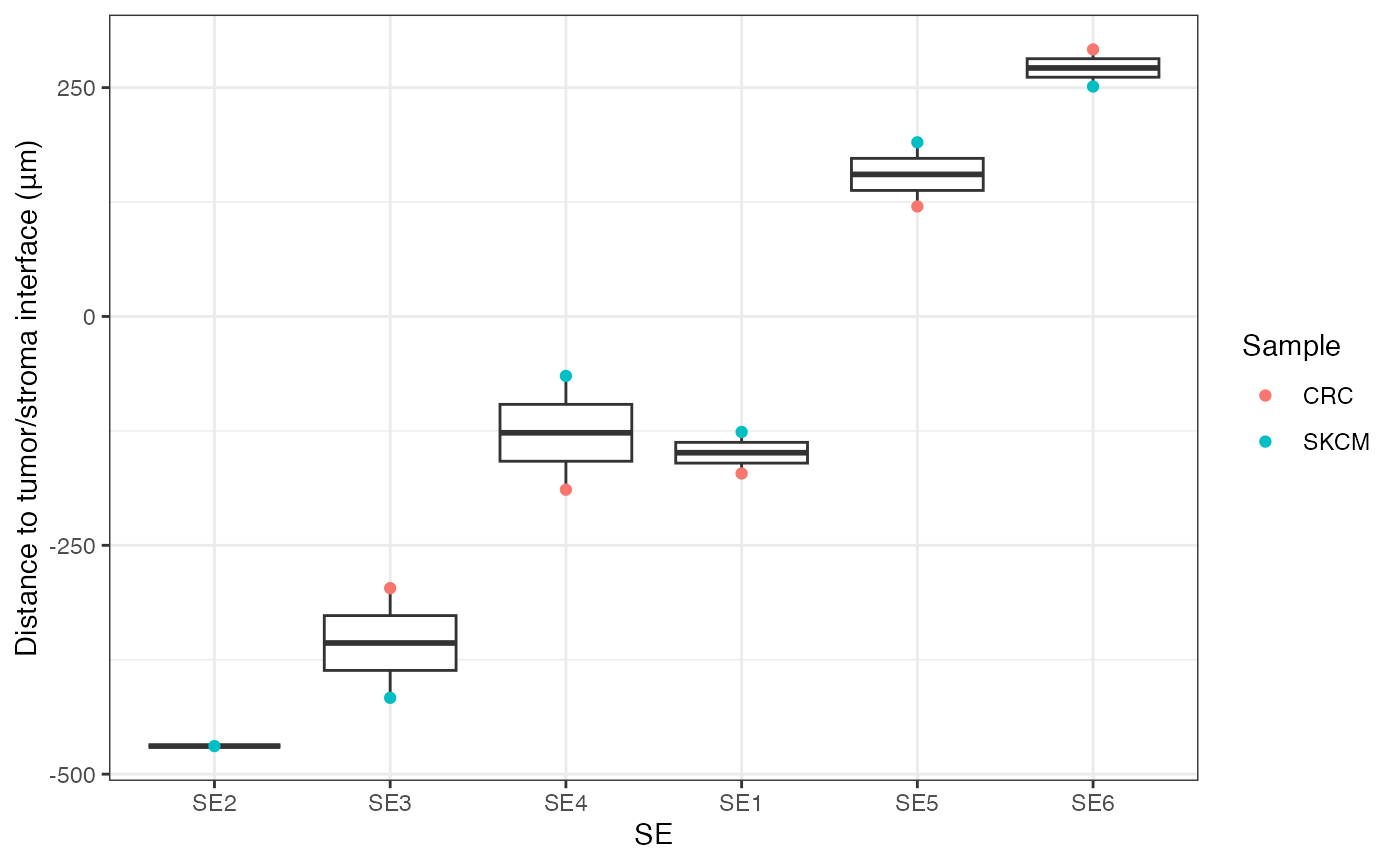 Distance to tumor/stroma interface (µm)
250
0
-250
-500
SE2 SE3 SE4 SE1 SE5 SE6
SE
Sample
CRC
SKCM